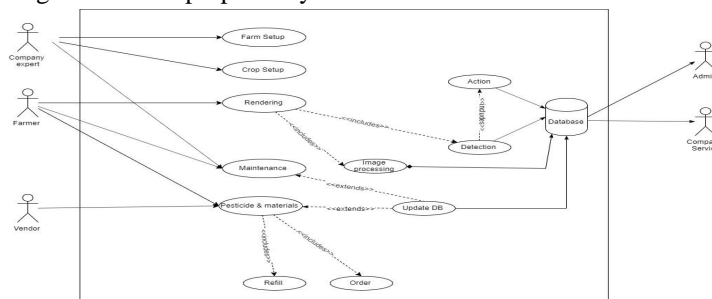 Company
expert
Farm Setup
Crop Setup
Action
Admi
Farmer
Rendering
<<includes>>
<<includes>>
<<includes>>
Database
Detection
Compa
Servic
Image
processing
Maintenance
<<extends>>
Vendor
Pesticide & materials
<<extends>>
Update DB
<<includes>>
<<includes>>
Refill
Order